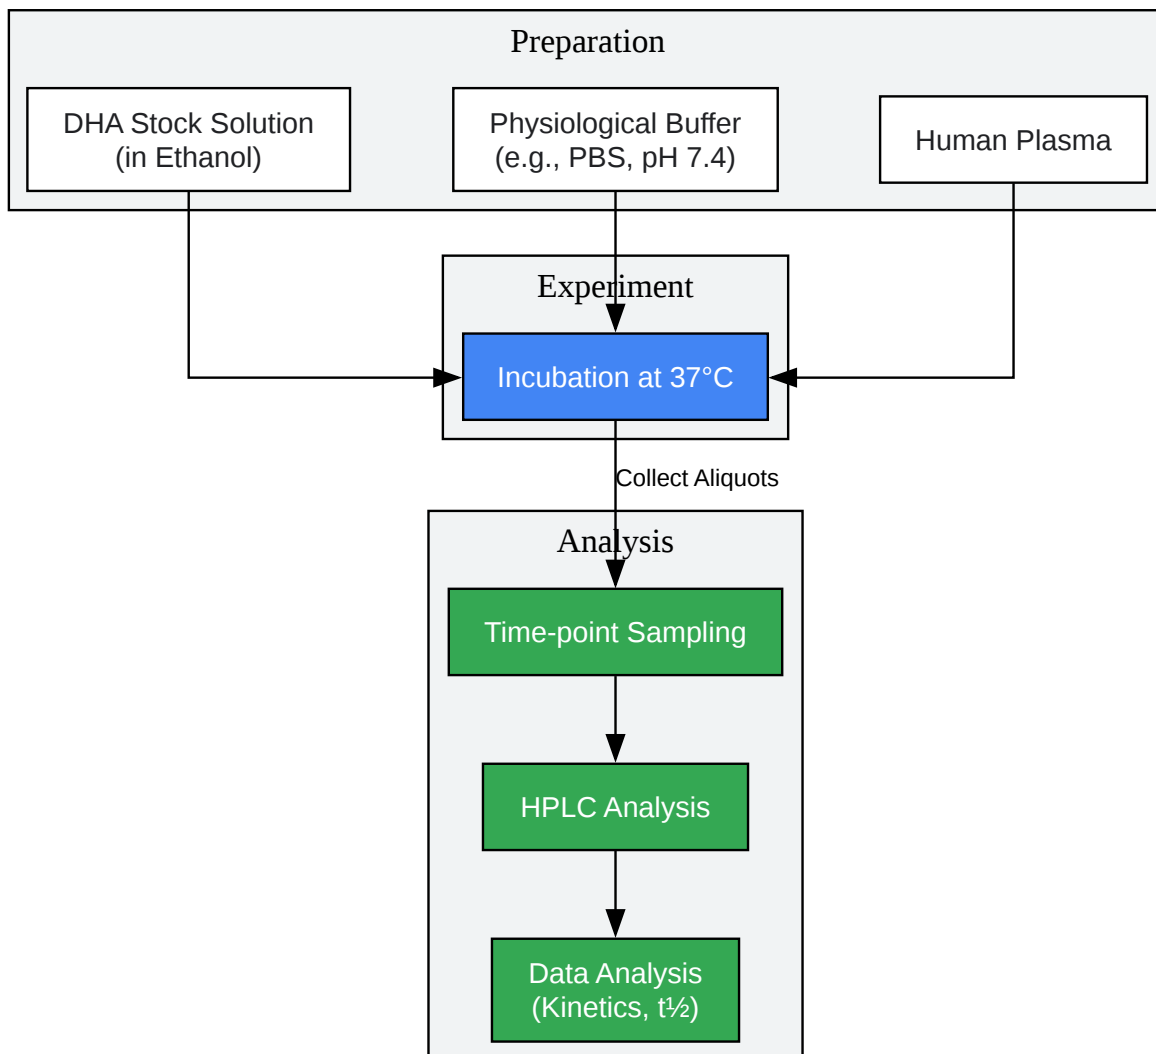 Preparation
DHA Stock Solution
(in Ethanol)
Physiological Buffer
(e.g., PBS, pH 7.4)
Human Plasma
Experiment
Incubation at 37°C
Collect Aliquots
Analysis
Time-point Sampling
HPLC Analysis
Data Analysis
(Kinetics, t½)